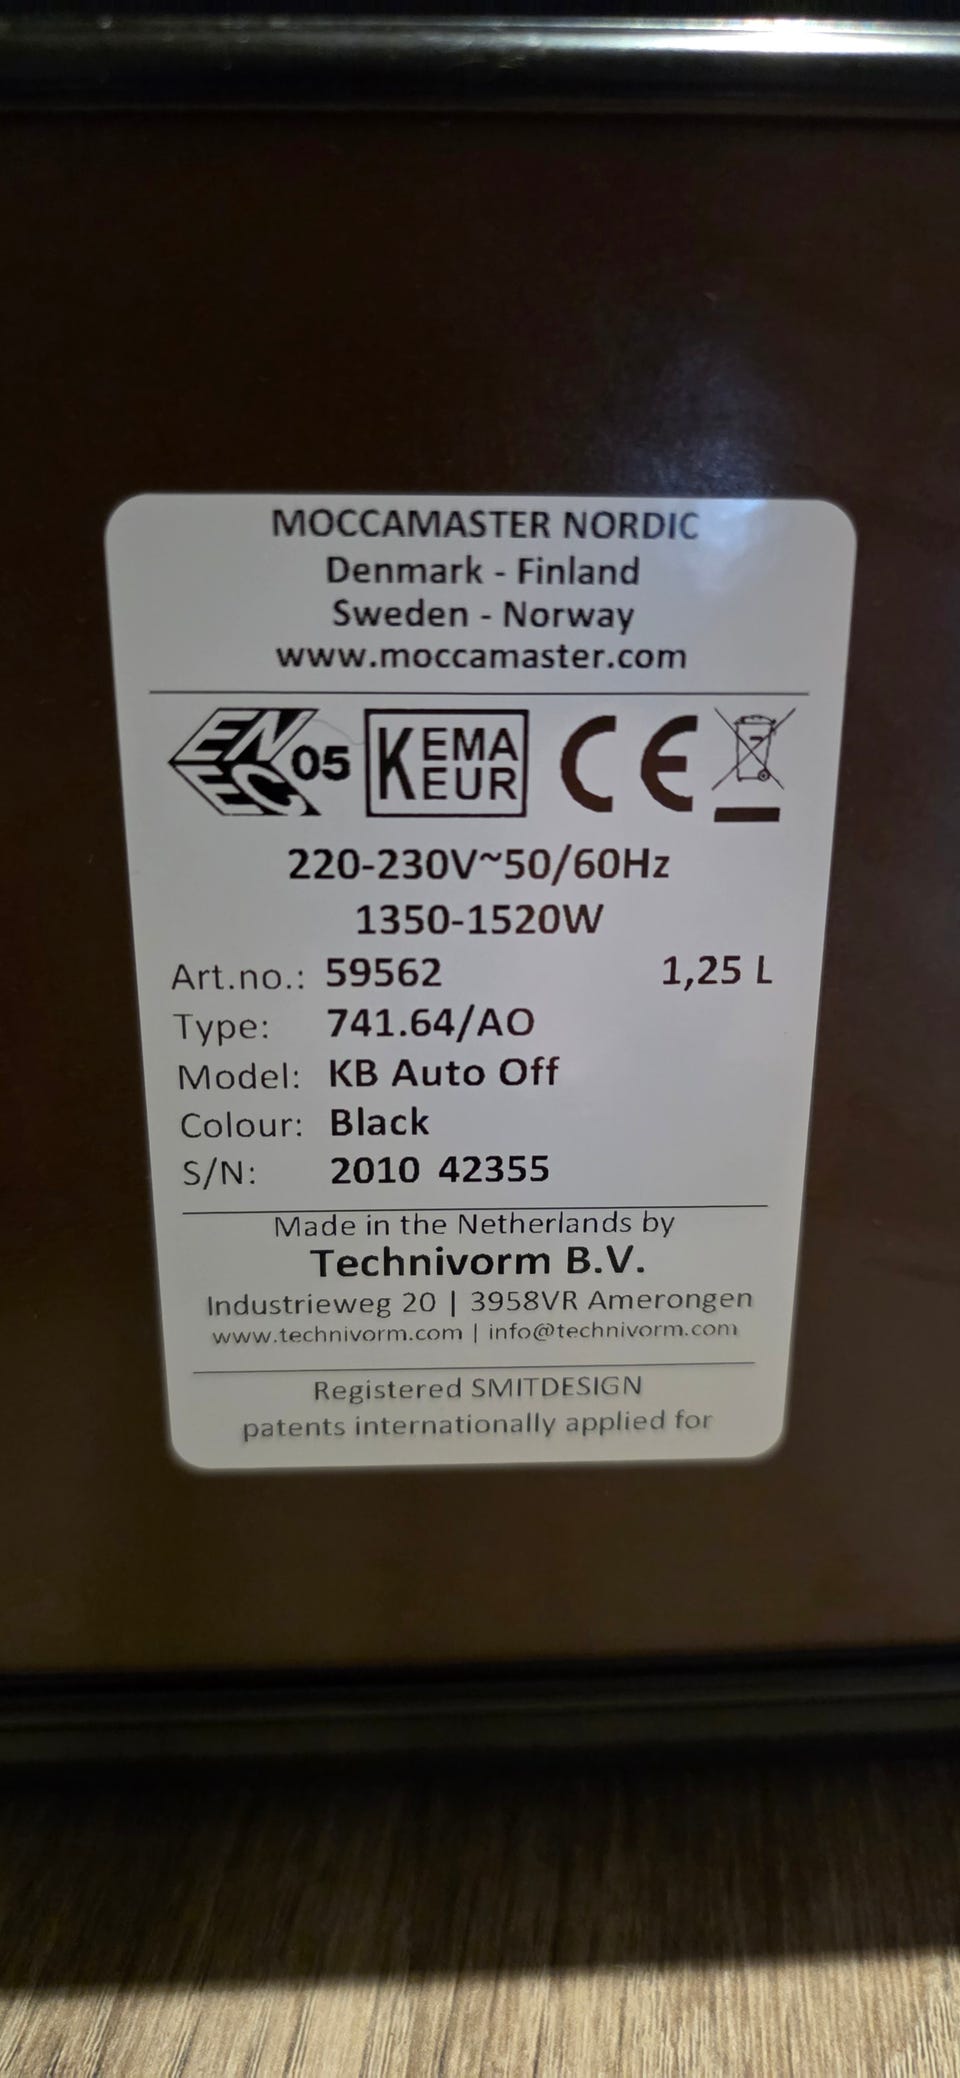 MOCCAMASTER NORDIC
Denmark - Finland
Sweden - Norway
www.moccamaster.com
EN EC 05 KEMA KEUR CE
220-230V~50/60Hz
1350-1520W
Art.no.: 59562 1,25 L
Type: 741.64/AO
Model: KB Auto Off
Colour: Black
S/N: 2010 42355
Made in the Netherlands by
Technivorm B.V.
Industrieweg 20 | 3958VR Amerongen
www.technivorm.com | info@technivorm.com
Registered SMITDESIGN
patents internationally applied for